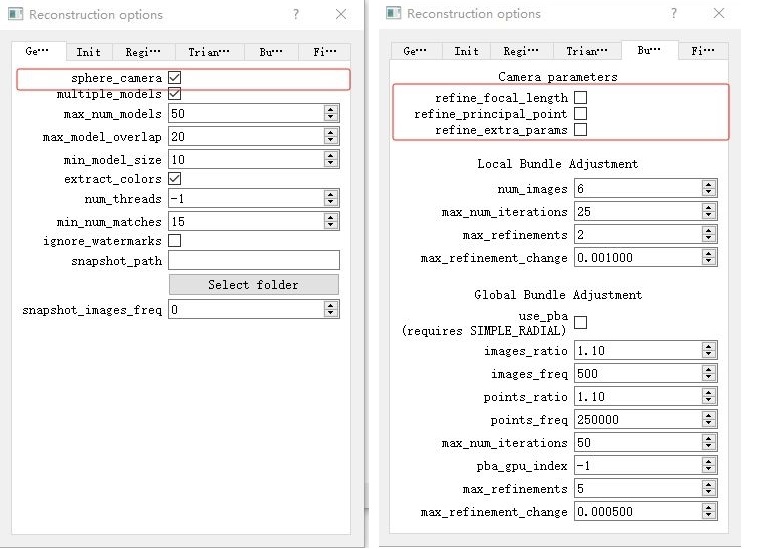 Reconstruction options
?
Ge···
Init
Regi···
Trian···
Bu···
Fi···
sphere_camera
multiple_models
max_num_models 50
max_model_overlap 20
min_model_size 10
extract_colors
num_threads -1
min_num_matches 15
ignore_watermarks
snapshot_path
Select folder
snapshot_images_freq 0
Reconstruction options
?
Ge···
Init
Regi···
Trian···
Bu···
Fi···
Camera parameters
refine_focal_length
refine_principal_point
refine_extra_params
Local Bundle Adjustment
num_images 6
max_num_iterations 25
max_refinements 2
max_refinement_change 0.001000
Global Bundle Adjustment
use_pba
(requires SIMPLE_RADIAL)
images_ratio 1.10
images_freq 500
points_ratio 1.10
points_freq 250000
max_num_iterations 50
pba_gpu_index -1
max_refinements 5
max_refinement_change 0.000500